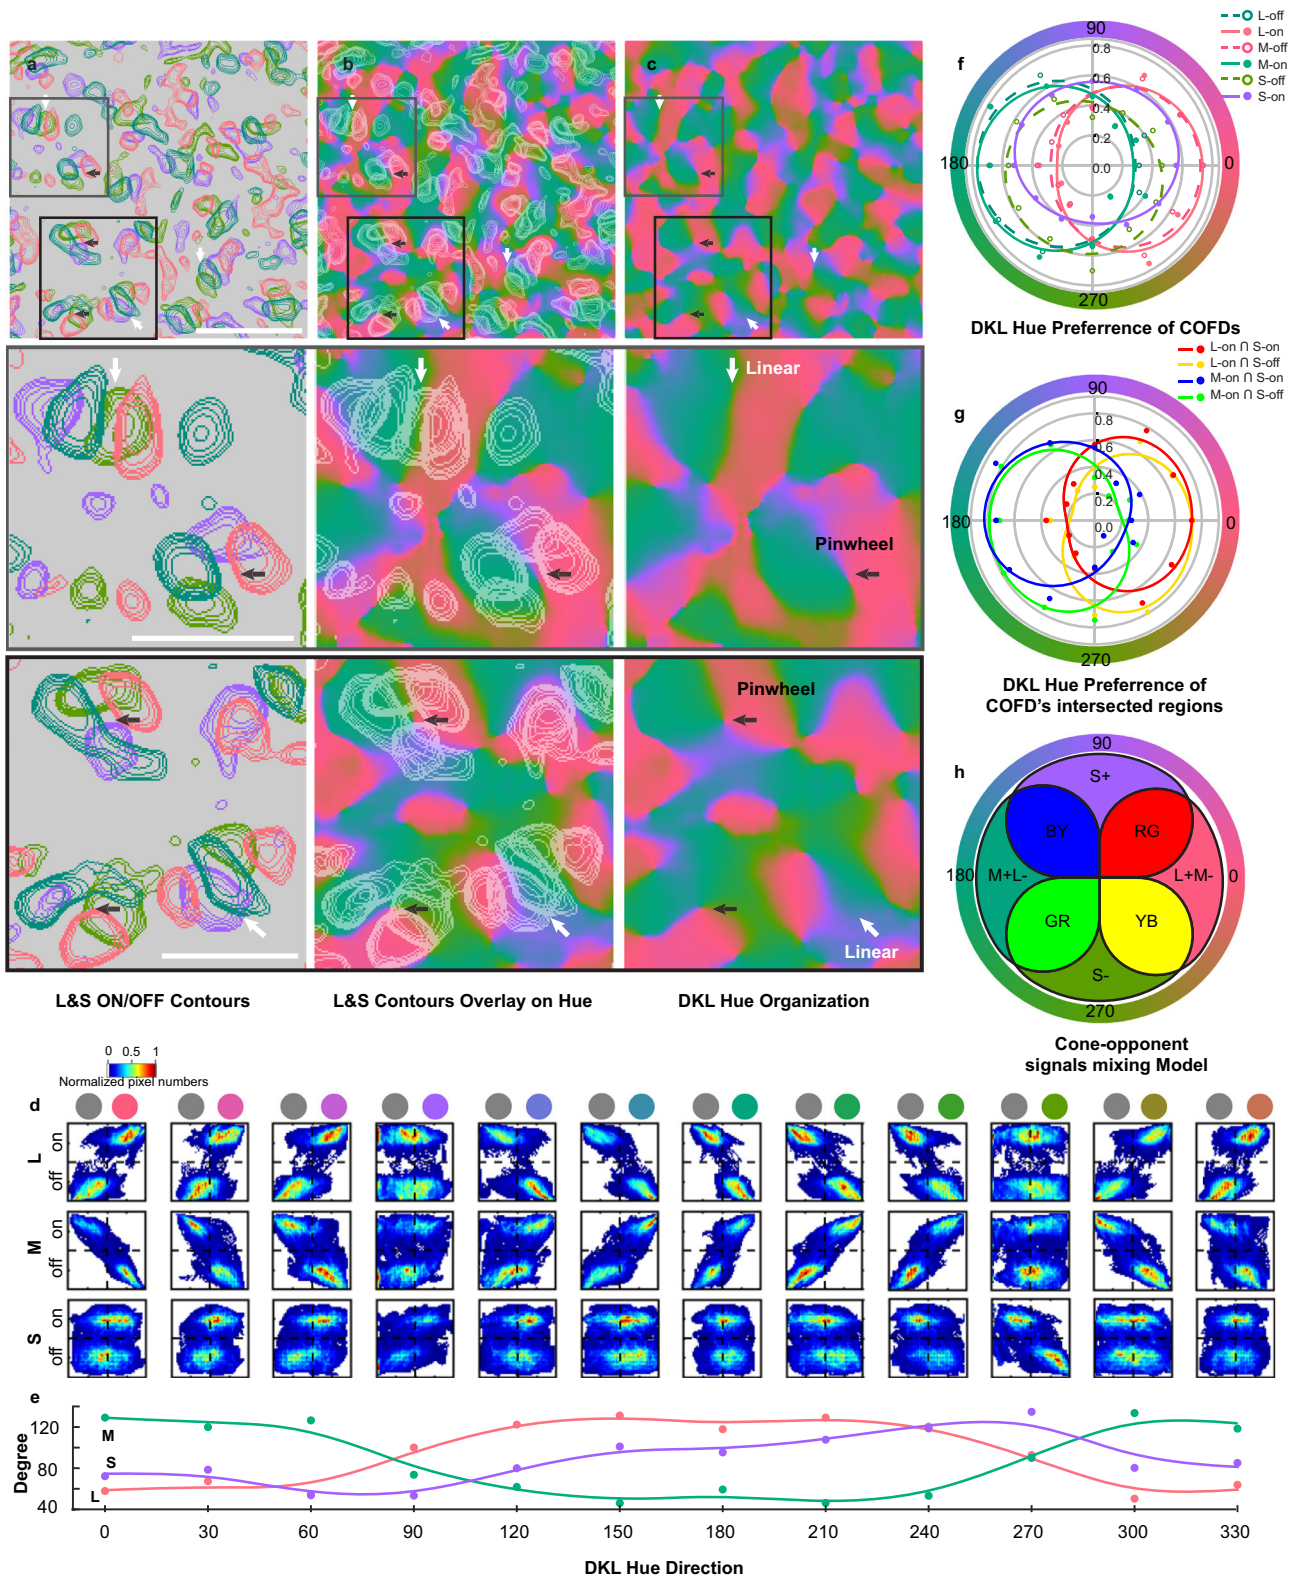 a
b
c
Linear
Pinwheel
Pinwheel
Linear
L&S ON/OFF Contours
L&S Contours Overlay on Hue
DKL Hue Organization
f
L-off
L-on
M-off
M-on
S-off
S-on
90
0.8
0.6
0.4
0.2
0.0
180
0
270
DKL Hue Preferrence of COFDs
g
L-on ∩ S-on
L-on ∩ S-off
M-on ∩ S-on
M-on ∩ S-off
90
0.8
0.6
0.4
0.2
0.0
180
0
270
DKL Hue Preferrence of
COFD's intersected regions
h
90
S+
BY
RG
180
M+L-
L+M-
0
GR
YB
S-
270
Cone-opponent
signals mixing Model
0 0.5 1
Normalized pixel numbers
d
L
on
off
M
on
off
S
on
off
e
Degree
120
80
40
M
S
L
0 30 60 90 120 150 180 210 240 270 300 330
DKL Hue Direction